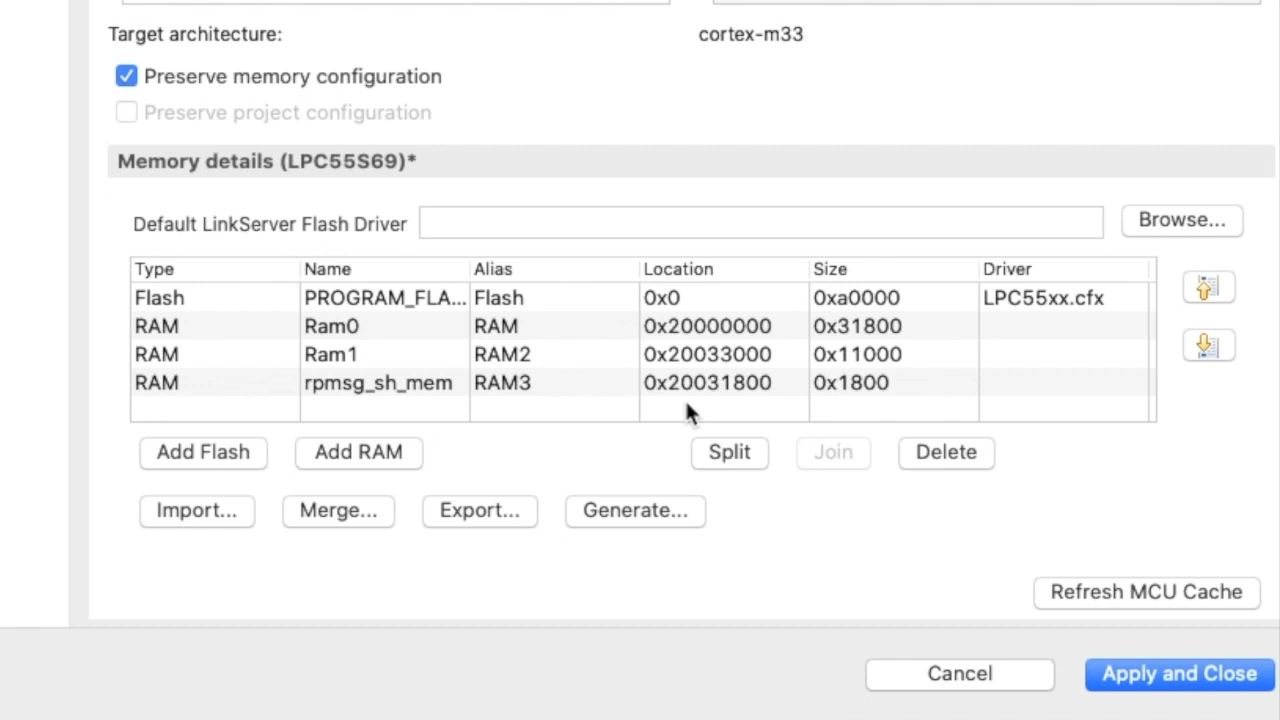 Target architecture: cortex-m33
Preserve memory configuration
Preserve project configuration
Memory details (LPC55S69)*
Default LinkServer Flash Driver Browse...
Type Name Alias Location Size Driver
Flash PROGRAM_FLA... Flash 0x0 0xa0000 LPC55xx.cfx
RAM Ram0 RAM 0x20000000 0x31800
RAM Ram1 RAM2 0x20033000 0x11000
RAM rpmsg_sh_mem RAM3 0x20031800 0x1800
Add Flash Add RAM Split Join Delete
Import... Merge... Export... Generate...
Refresh MCU Cache
Cancel Apply and Close